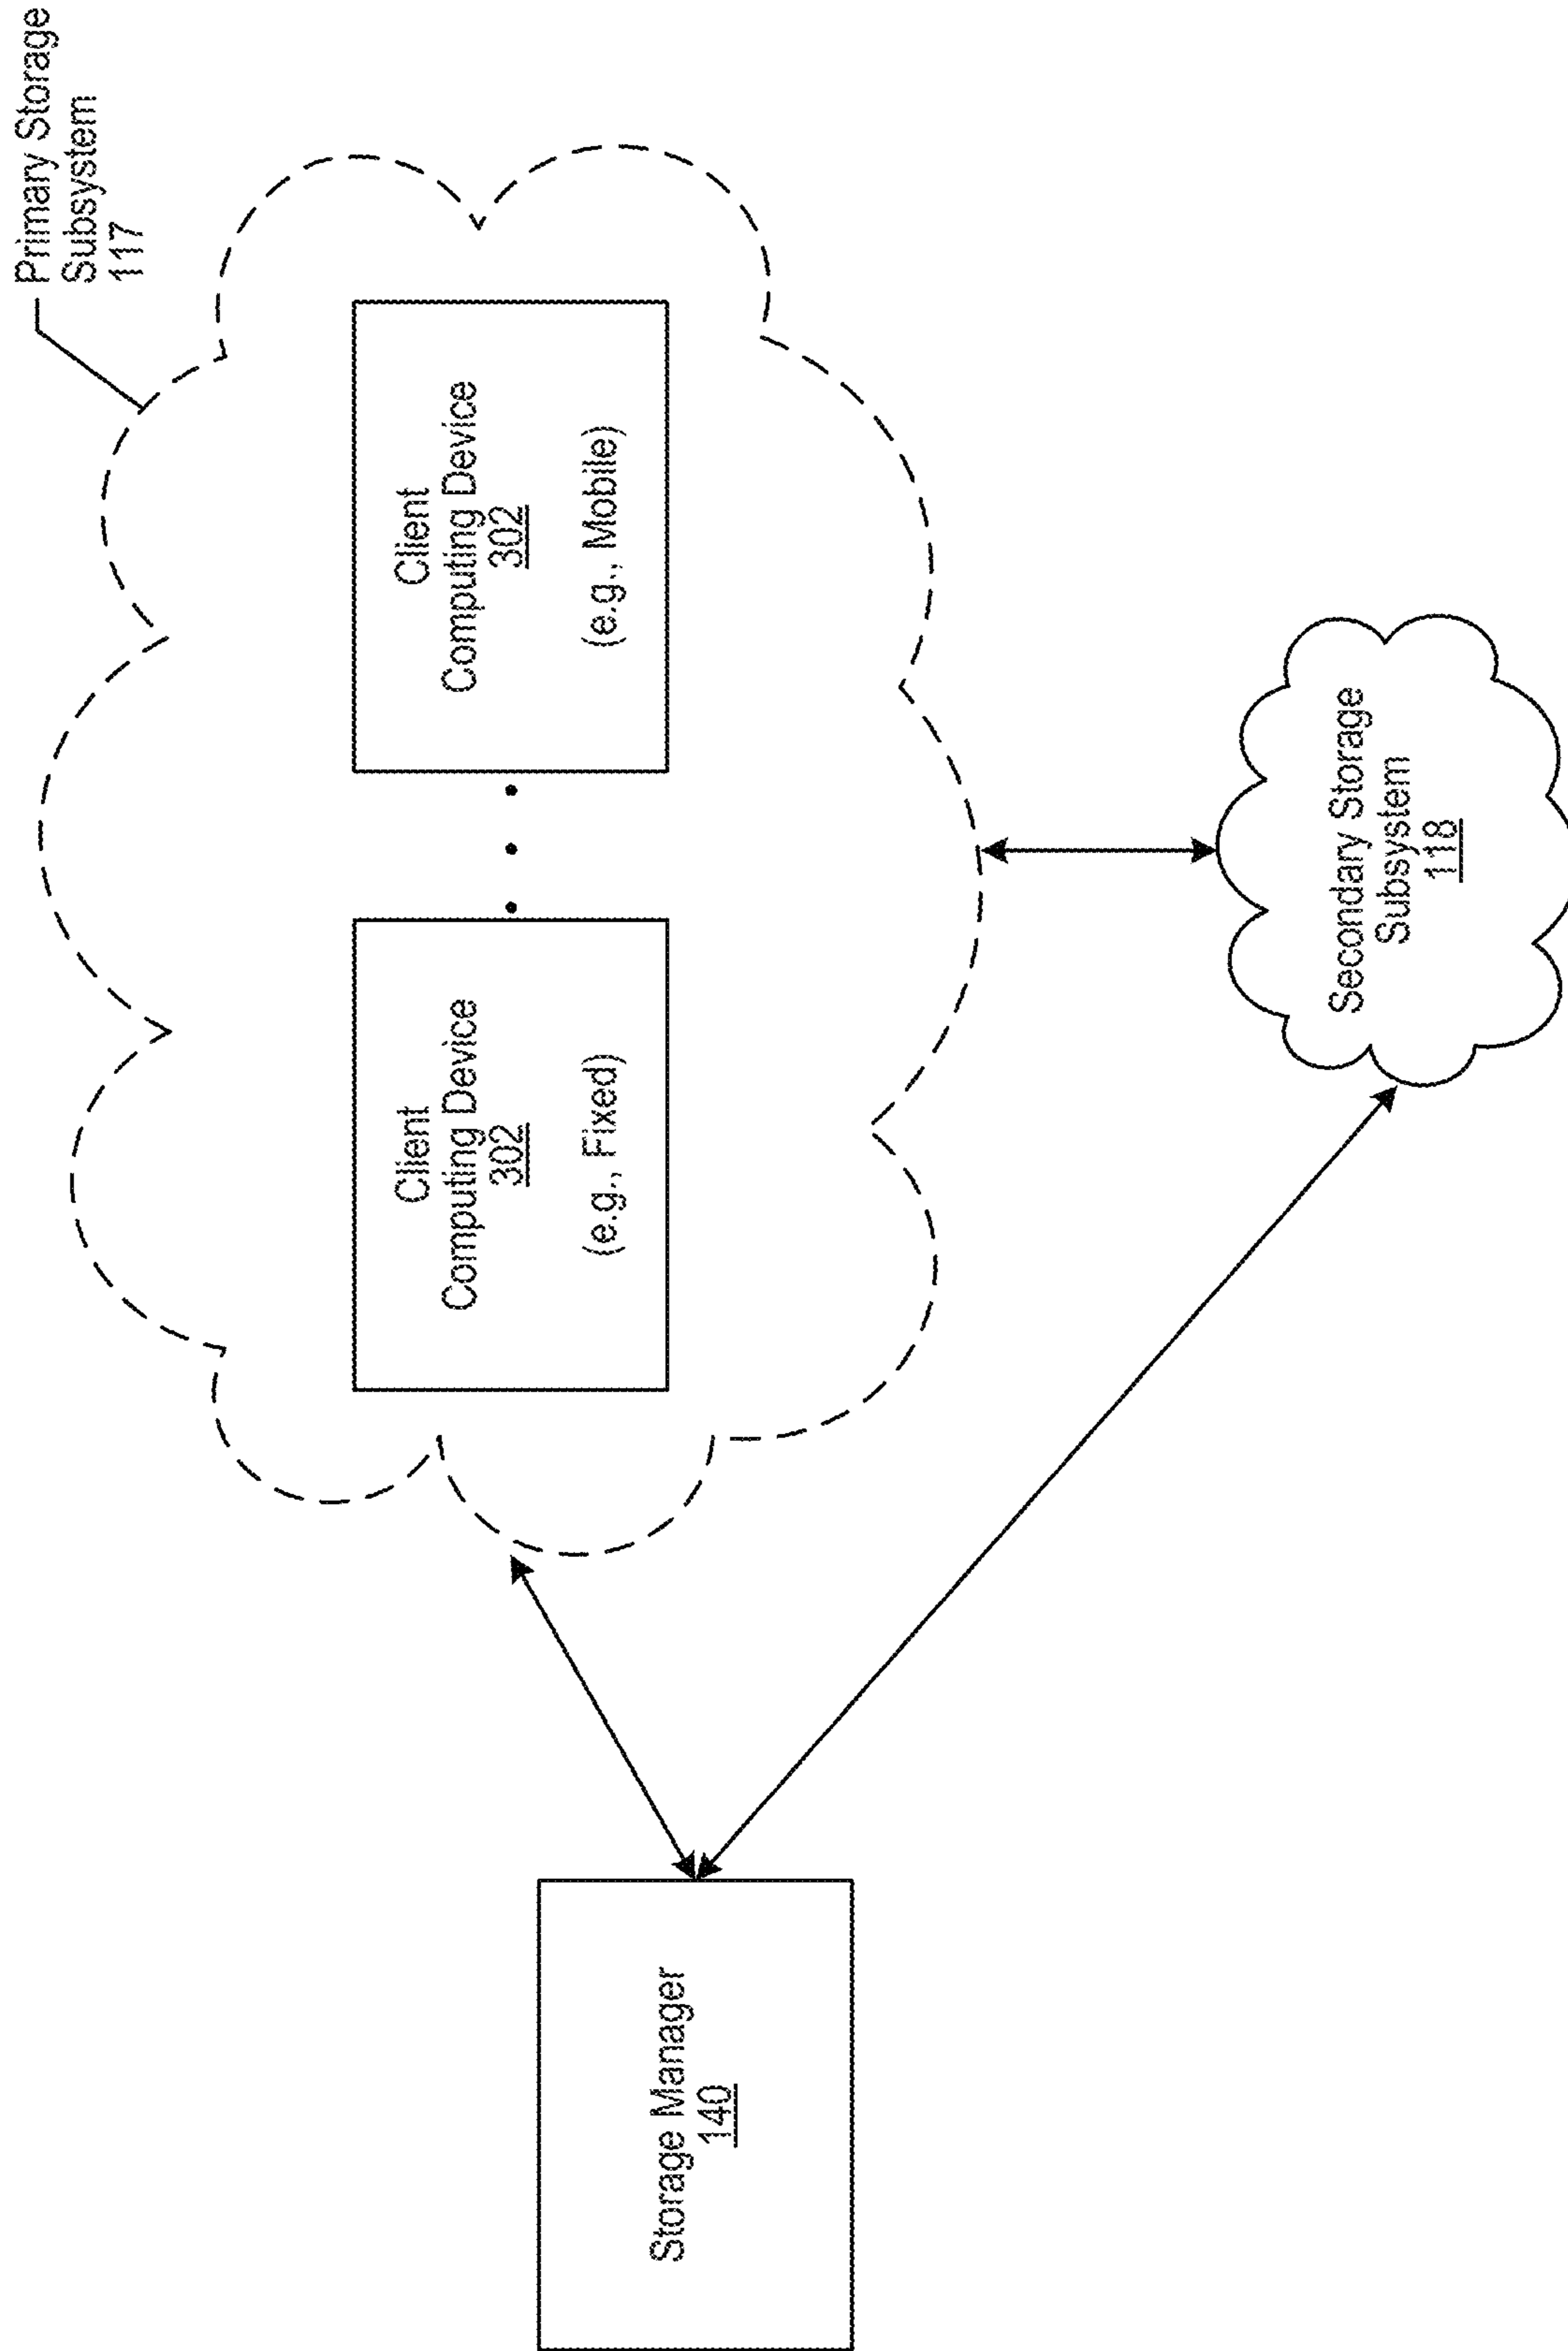 Primary Storage
Subsystem
117
Client
Computing Device
302
(e.g., Fixed)
Client
Computing Device
302
(e.g., Mobile)
Storage Manager
140
Secondary Storage
Subsystem
118